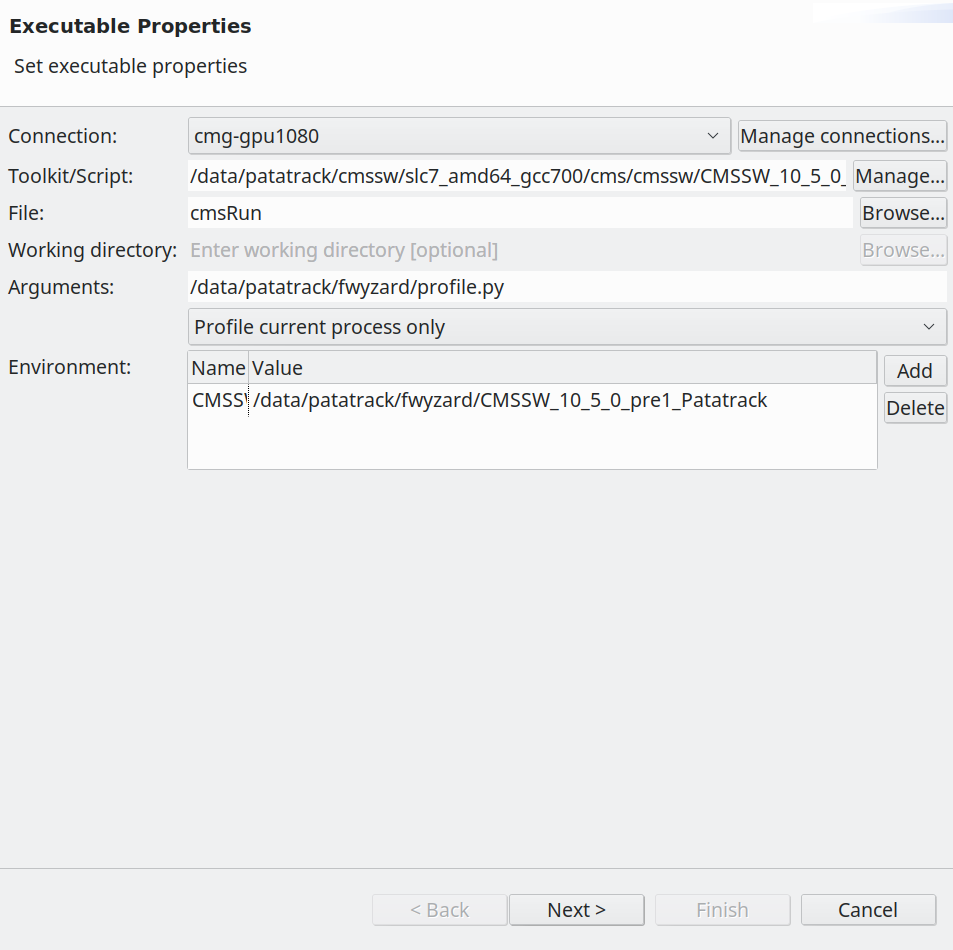 Executable Properties
Set executable properties
Connection: cmg-gpu1080 Manage connections...
Toolkit/Script: /data/patatrack/cmssw/slc7_amd64_gcc700/cms/cmssw/CMSSW_10_5_0_ Manage...
File: cmsRun Browse...
Working directory: Enter working directory [optional] Browse...
Arguments: /data/patatrack/fwyzard/profile.py
Profile current process only
Environment: Name Value Add
CMSSW /data/patatrack/fwyzard/CMSSW_10_5_0_pre1_Patatrack Delete
< Back Next > Finish Cancel